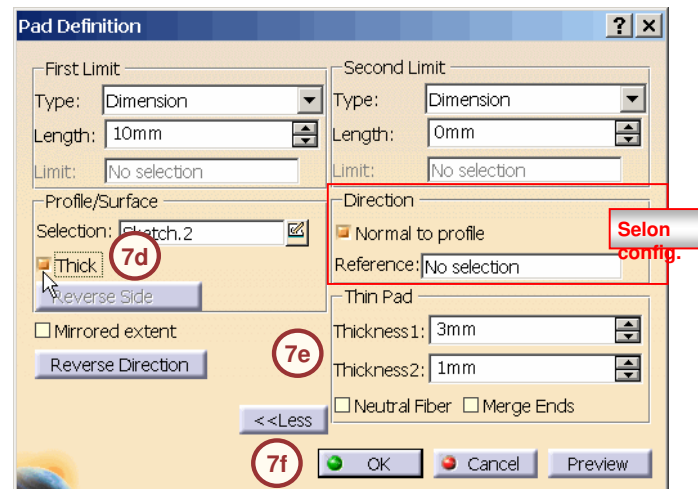 Pad Definition
First Limit
Type: Dimension
Length: 10mm
Limit: No selection
Second Limit
Type: Dimension
Length: 0mm
Limit: No selection
Profile/Surface
Selection: Sketch.2
Thick
7d
Reverse Side
Mirrored extent
Reverse Direction
<<Less
Direction
Normal to profile
Reference: No selection
Selon
config.
Thin Pad
7e
Thickness1: 3mm
Thickness2: 1mm
Neutral Fiber Merge Ends
7f
OK Cancel Preview